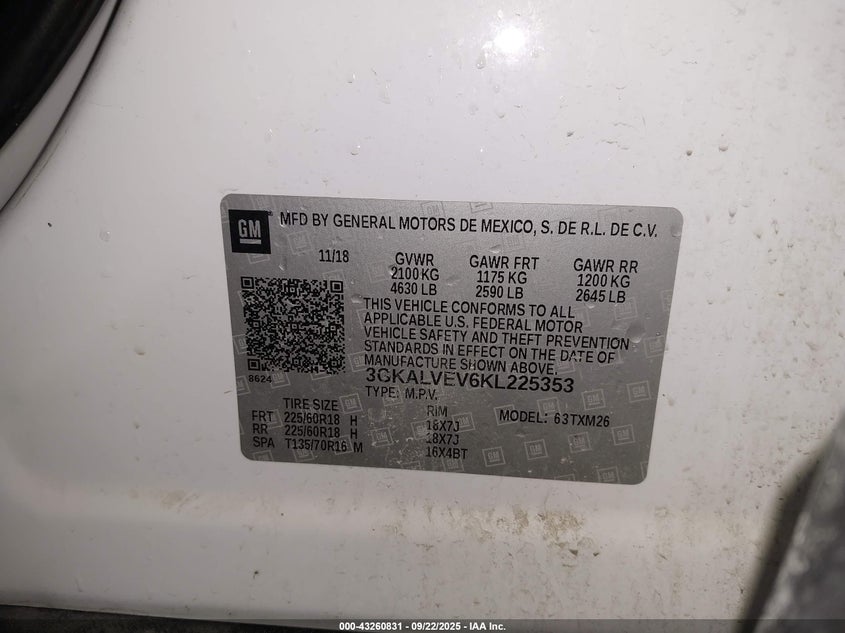 GM
MFD BY GENERAL MOTORS DE MEXICO, S. DE R.L. DE C.V.
11/18 GVWR GAWR FRT GAWR RR
2100 KG 1175 KG 1200 KG
4630 LB 2590 LB 2645 LB
THIS VEHICLE CONFORMS TO ALL
APPLICABLE U.S. FEDERAL MOTOR
VEHICLE SAFETY AND THEFT PREVENTION
STANDARDS IN EFFECT ON THE DATE OF
MANUFACTURE SHOWN ABOVE.
8624
3GKALVEV6KL225353
TYPE: M.P.V.
TIRE SIZE RIM MODEL: 63TXM26
FRT 225/60R18 H 18X7J
RR 225/60R18 H 18X7J
SPA T135/70R16 M 16X4BT
000-43260831 - 09/22/2025 - IAA Inc.